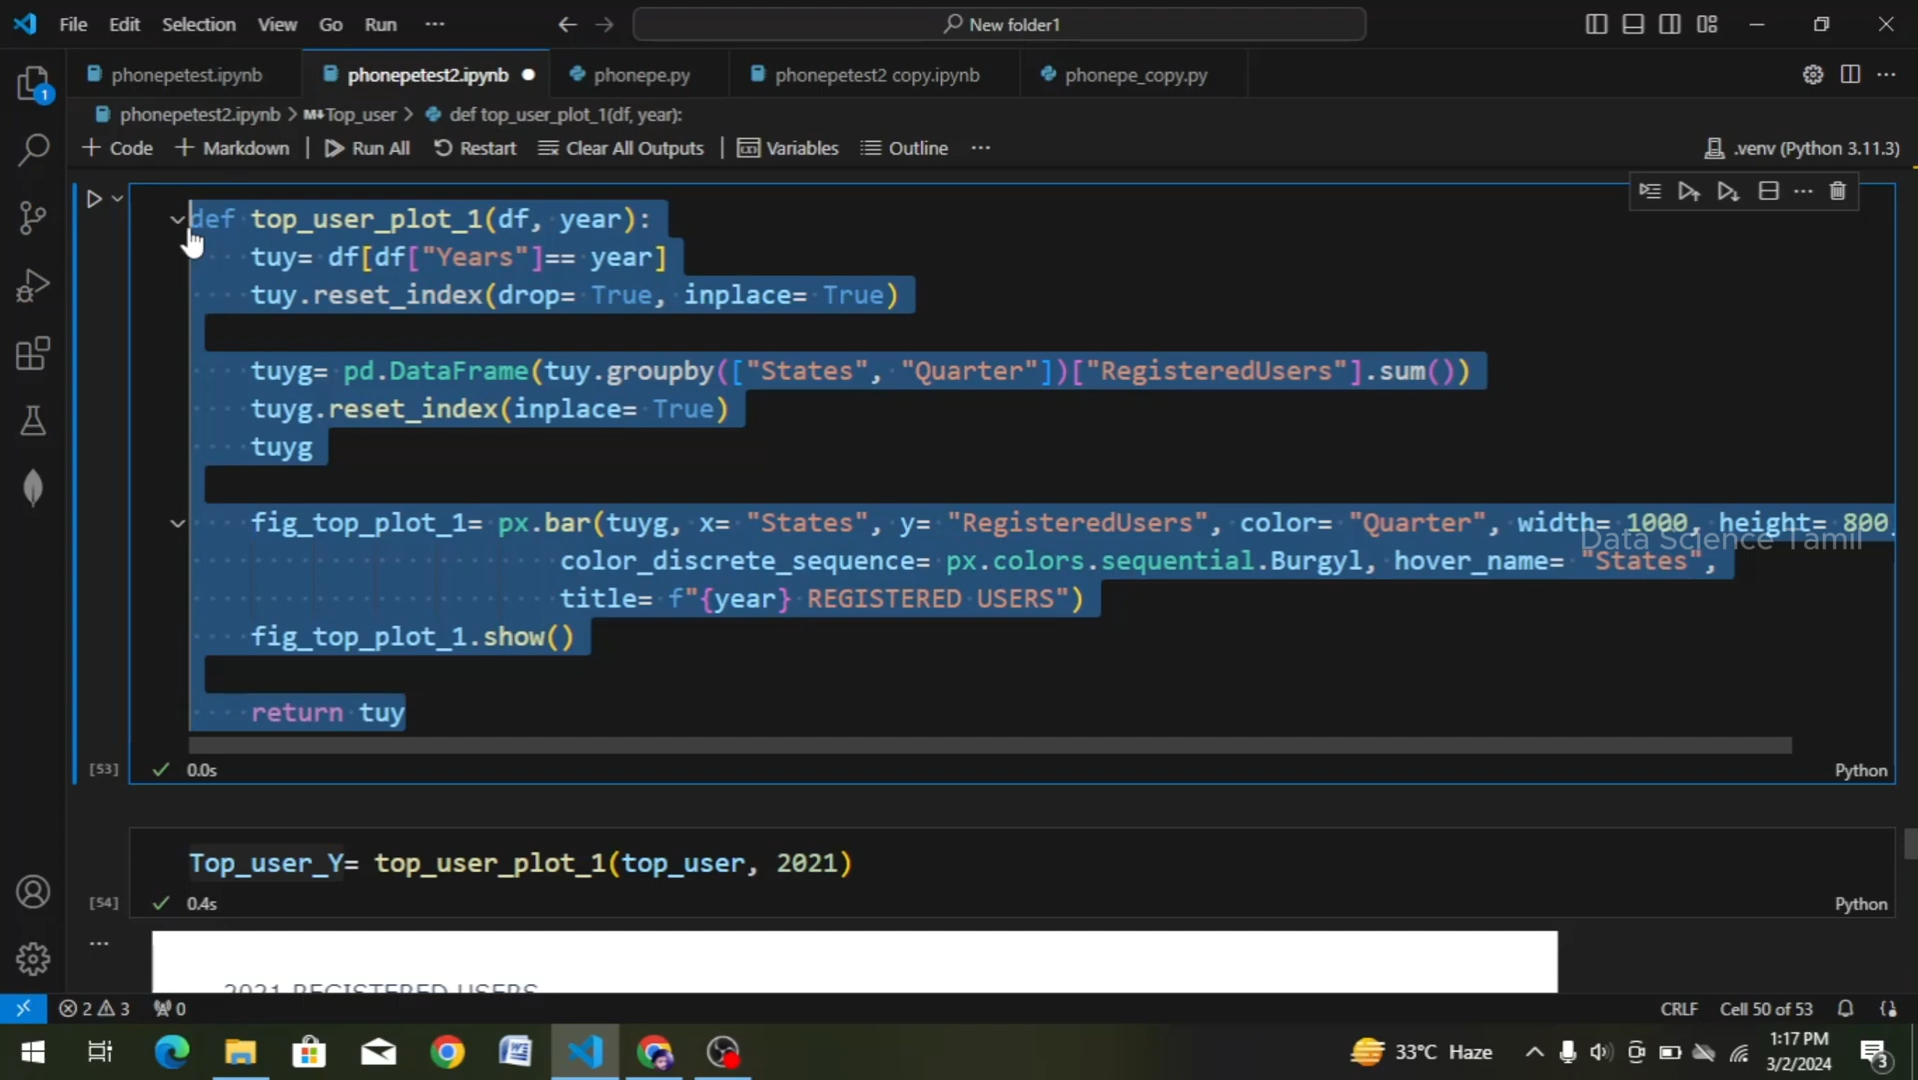 File Edit Selection View Go Run ··· New folder1
phonepetest.ipynb phonepetest2.ipynb phonepe.py phonepetest2 copy.ipynb phonepe_copy.py
phonepetest2.ipynb > M↓Top_user > def top_user_plot_1(df, year):
+ Code + Markdown | Run All Restart Clear All Outputs | Variables Outline ··· .venv (Python 3.11.3)
def top_user_plot_1(df, year):
tuy= df[df["Years"]== year]
tuy.reset_index(drop= True, inplace= True)
tuyg= pd.DataFrame(tuy.groupby(["States", "Quarter"])["RegisteredUsers"].sum())
tuyg.reset_index(inplace= True)
tuyg
fig_top_plot_1= px.bar(tuyg, x= "States", y= "RegisteredUsers", color= "Quarter", width= 1000, height= 800,
Data Science Tamil
color_discrete_sequence= px.colors.sequential.Burgyl, hover_name= "States",
title= f"{year} REGISTERED USERS")
fig_top_plot_1.show()
return tuy
[53] ✓ 0.0s Python
Top_user_Y= top_user_plot_1(top_user, 2021)
[54] ✓ 0.4s Python
2021 REGISTERED USERS
2 3 0 CRLF Cell 50 of 53
33°C Haze 1:17 PM
3/2/2024 3
1